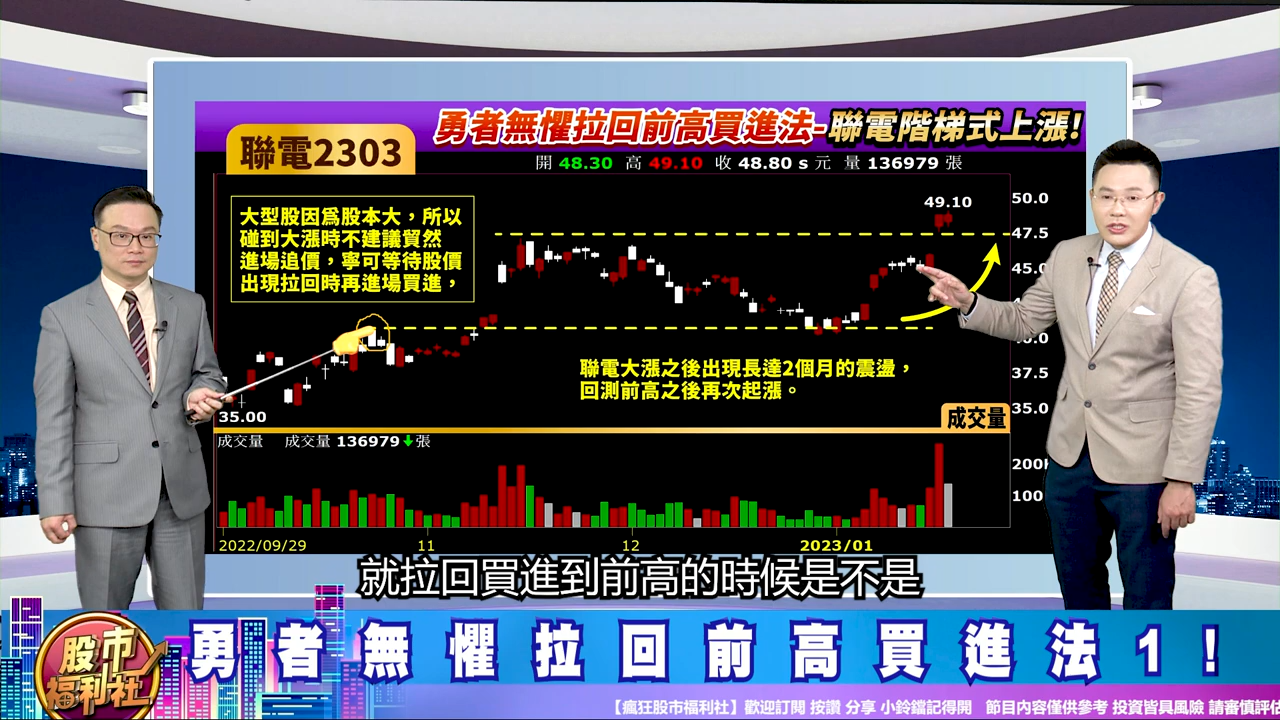 勇者無懼拉回前高買進法-聯電階梯式上漲!
聯電2303
開 48.30 高 49.10 收 48.80 s 元 量 136979 張
大型股因為股本大，所以
碰到大漲時不建議貿然
進場追價，寧可等待股價
出現拉回時再進場買進，
49.10
50.0
47.5
45.0
聯電大漲之後出現長達2個月的震盪，
回測前高之後再次起漲。
37.5
35.0
35.00
成交量
成交量 成交量 136979 張
200
100
2022/09/29 11 12 2023/01
就拉回買進到前高的時候是不是
股市
福利社
勇者無懼拉回前高買進法1!
【瘋狂股市福利社】歡迎訂閱 按讚 分享 小鈴鐺記得開 節目內容僅供參考 投資皆具風險 請審慎評估